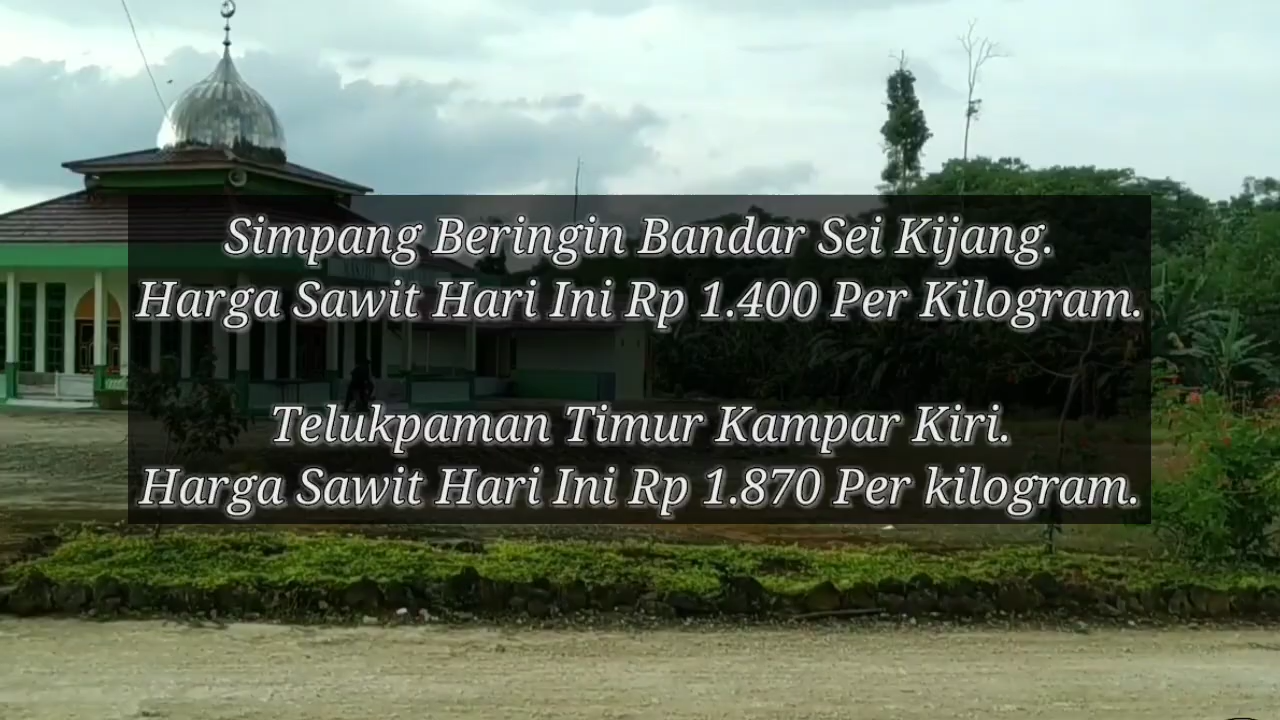 Simpang Beringin Bandar Sei Kijang.
Harga Sawit Hari Ini Rp 1.400 Per Kilogram.
Telukpaman Timur Kampar Kiri.
Harga Sawit Hari Ini Rp 1.870 Per kilogram.